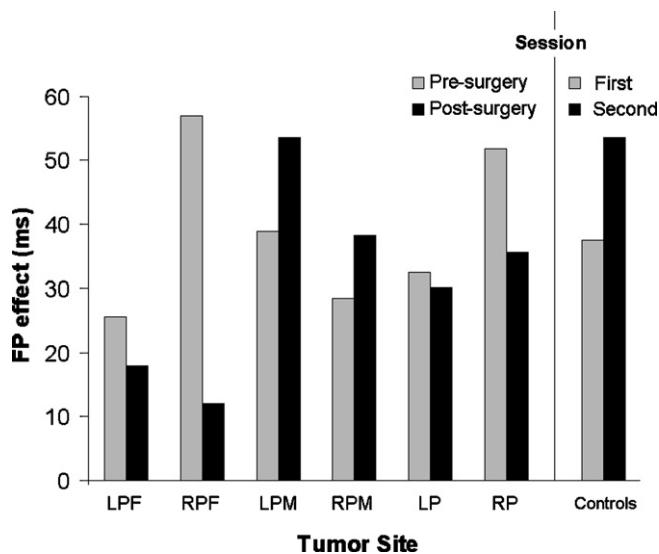 Session
Pre-surgery First
Post-surgery Second
60
50
40
30
20
10
0
FP effect (ms)
LPF RPF LPM RPM LP RP Controls
Tumor Site